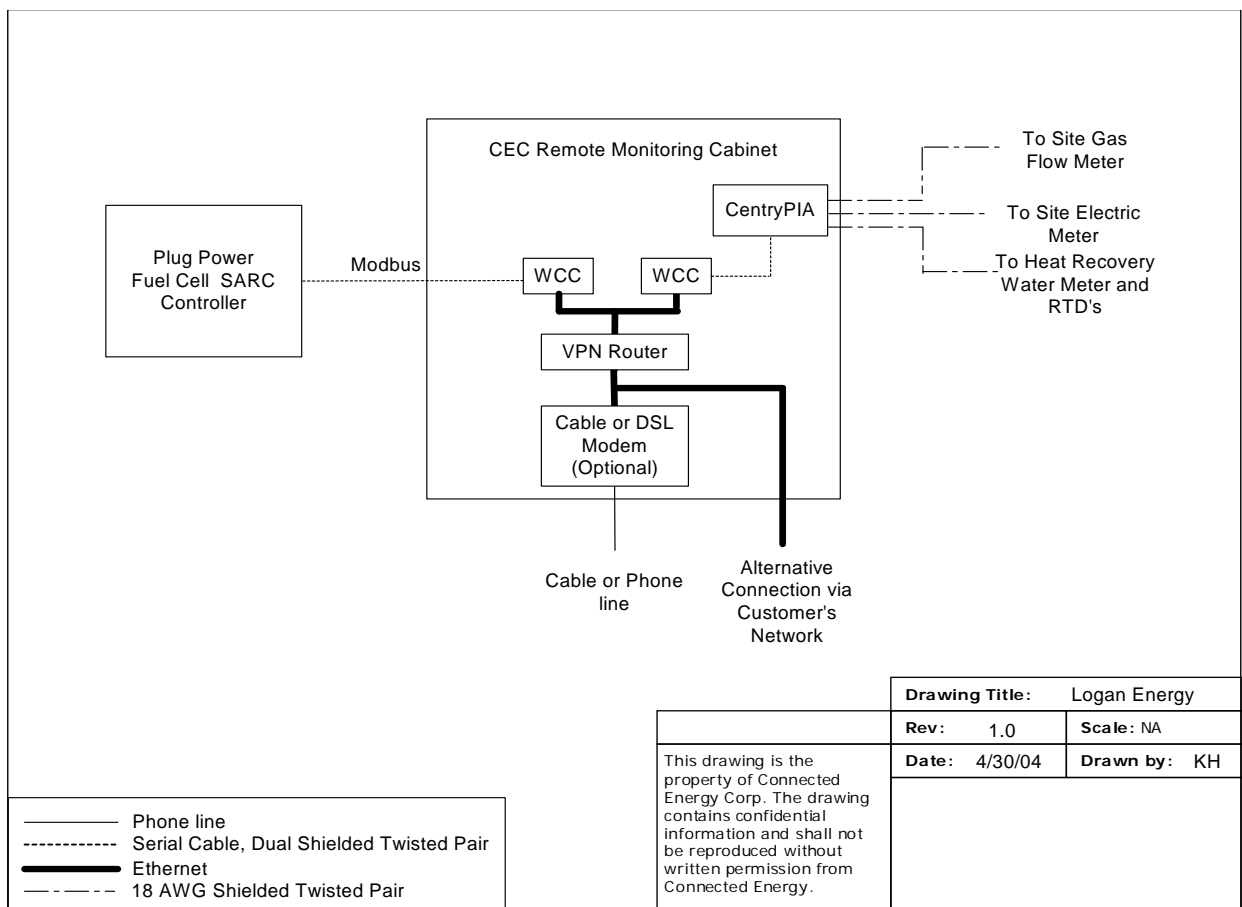 CEC Remote Monitoring Cabinet
To Site Gas
Flow Meter
CentryPIA
To Site Electric
Meter
Plug Power
Fuel Cell SARC
Controller
Modbus
WCC
WCC
To Heat Recovery
Water Meter and
RTD's
VPN Router
Cable or DSL
Modem
(Optional)
Cable or Phone
line
Alternative
Connection via
Customer's
Network
Drawing Title: Logan Energy
Rev: 1.0 Scale: NA
Date: 4/30/04 Drawn by: KH
This drawing is the
property of Connected
Energy Corp. The drawing
contains confidential
information and shall not
be reproduced without
written permission from
Connected Energy.
Phone line
Serial Cable, Dual Shielded Twisted Pair
Ethernet
18 AWG Shielded Twisted Pair